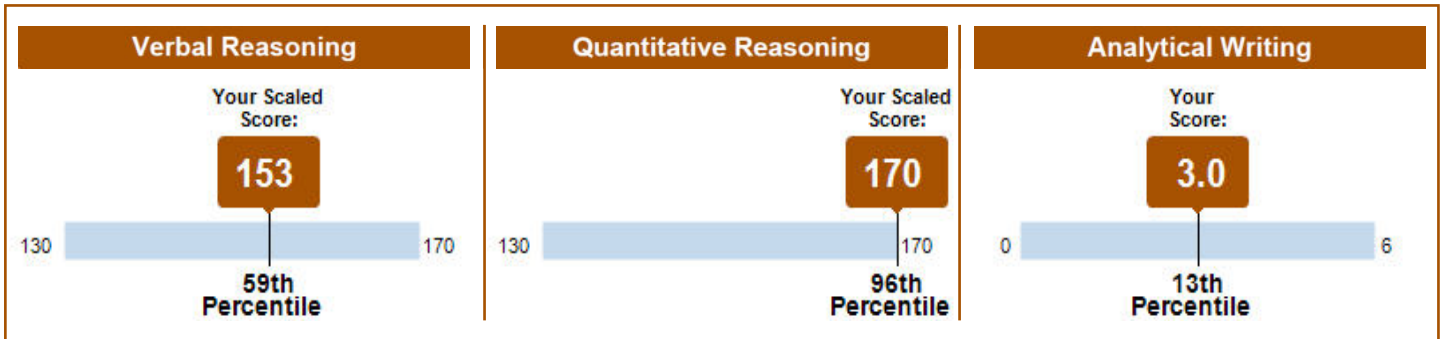 Verbal Reasoning
Your Scaled
Score:
153
130
170
59th
Percentile
Quantitative Reasoning
Your Scaled
Score:
170
130
170
96th
Percentile
Analytical Writing
Your
Score:
3.0
0
6
13th
Percentile